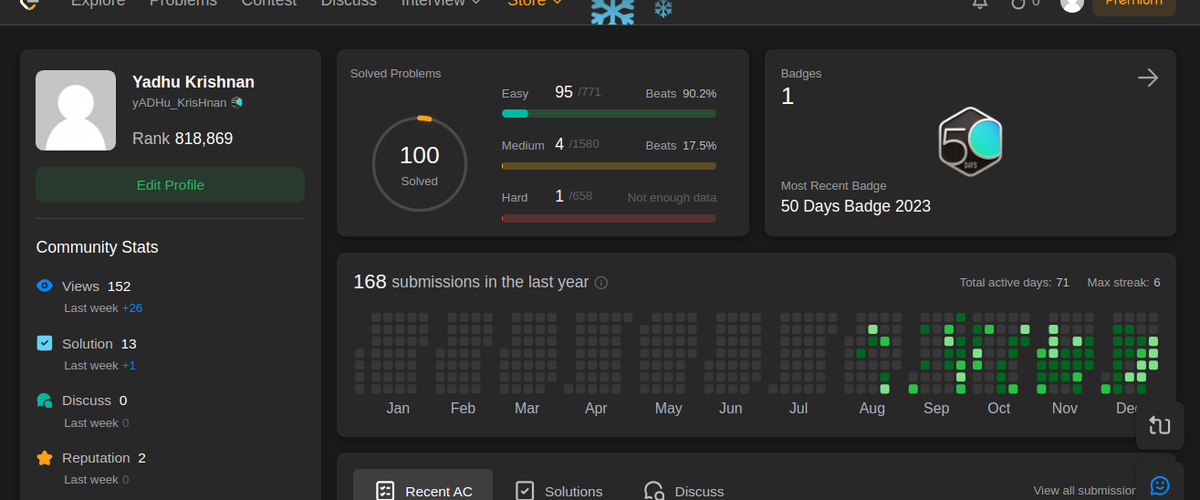 Explore Problems Contest Discuss Interview Store 0 Premium
Yadhu Krishnan
yADHu_KrisHnan
Rank 818,869
Edit Profile
Community Stats
Views 152
Last week +26
Solution 13
Last week +1
Discuss 0
Last week 0
Reputation 2
Last week 0
Solved Problems
100
Solved
Easy 95 /771 Beats 90.2%
Medium 4 /1580 Beats 17.5%
Hard 1 /658 Not enough data
Badges
1
50
DAYS
Most Recent Badge
50 Days Badge 2023
168 submissions in the last year Total active days: 71 Max streak: 6
Jan Feb Mar Apr May Jun Jul Aug Sep Oct Nov Dec
Recent AC Solutions Discuss View all submission